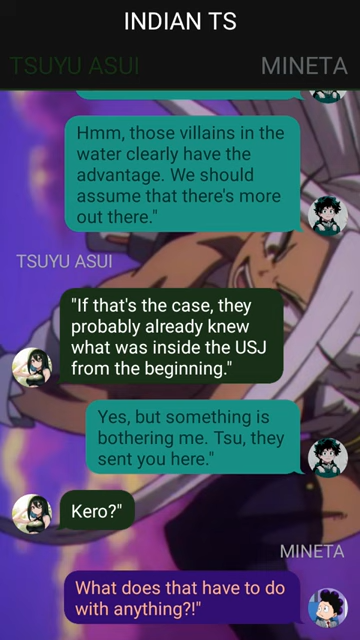 INDIAN TS
TSUYU ASUI
MINETA
Hmm, those villains in the
water clearly have the
advantage. We should
assume that there's more
out there."
TSUYU ASUI
"If that's the case, they
probably already knew
what was inside the USJ
from the beginning."
Yes, but something is
bothering me. Tsu, they
sent you here."
Kero?"
MINETA
What does that have to do
with anything?!"